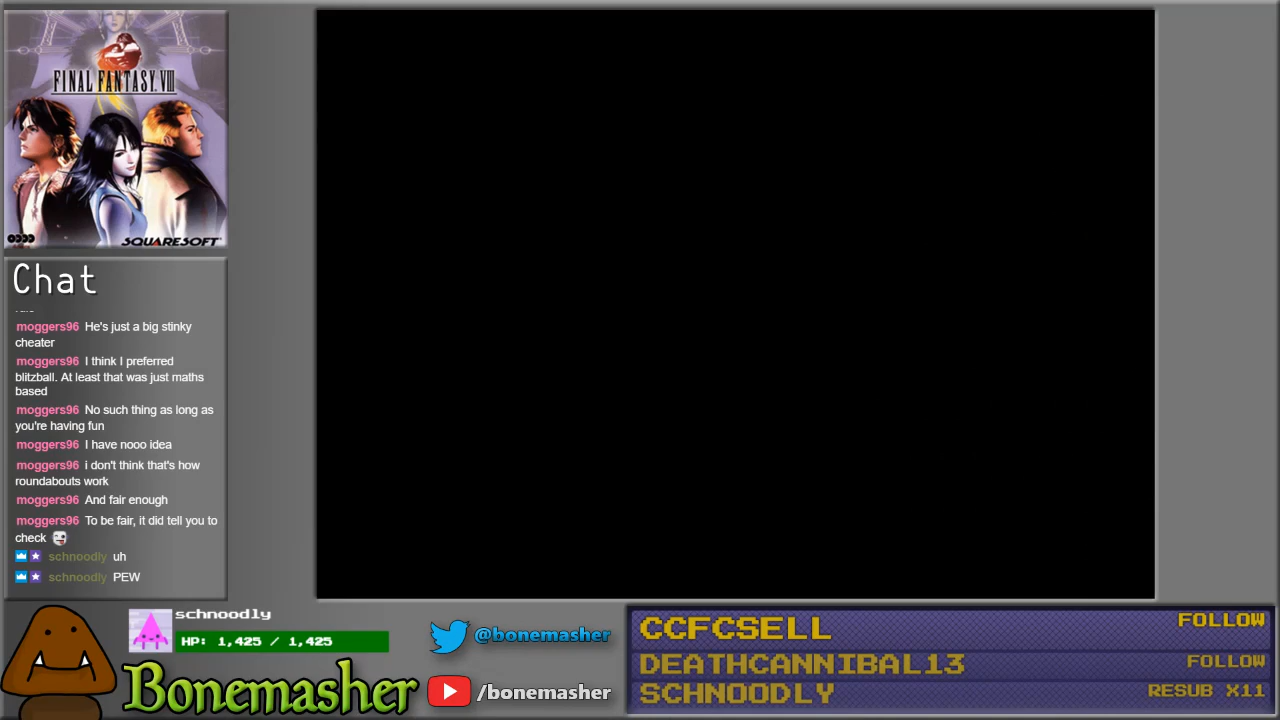 FINAL FANTASY VIII
SQUARESOFT
Chat
moggers96 He's just a big stinky
cheater
moggers96 I think I preferred
blitzball. At least that was just maths
based
moggers96 No such thing as long as
you're having fun
moggers96 I have nooo idea
moggers96 i don't think that's how
roundabouts work
moggers96 And fair enough
moggers96 To be fair, it did tell you to
check
schnoodly uh
schnoodly PEW
schnoodly
HP: 1,425 / 1,425
Bonemasher
@bonemasher
/bonemasher
CCFCSELL FOLLOW
DEATHCANNIBAL13 FOLLOW
SCHNOODLY RESUB X11